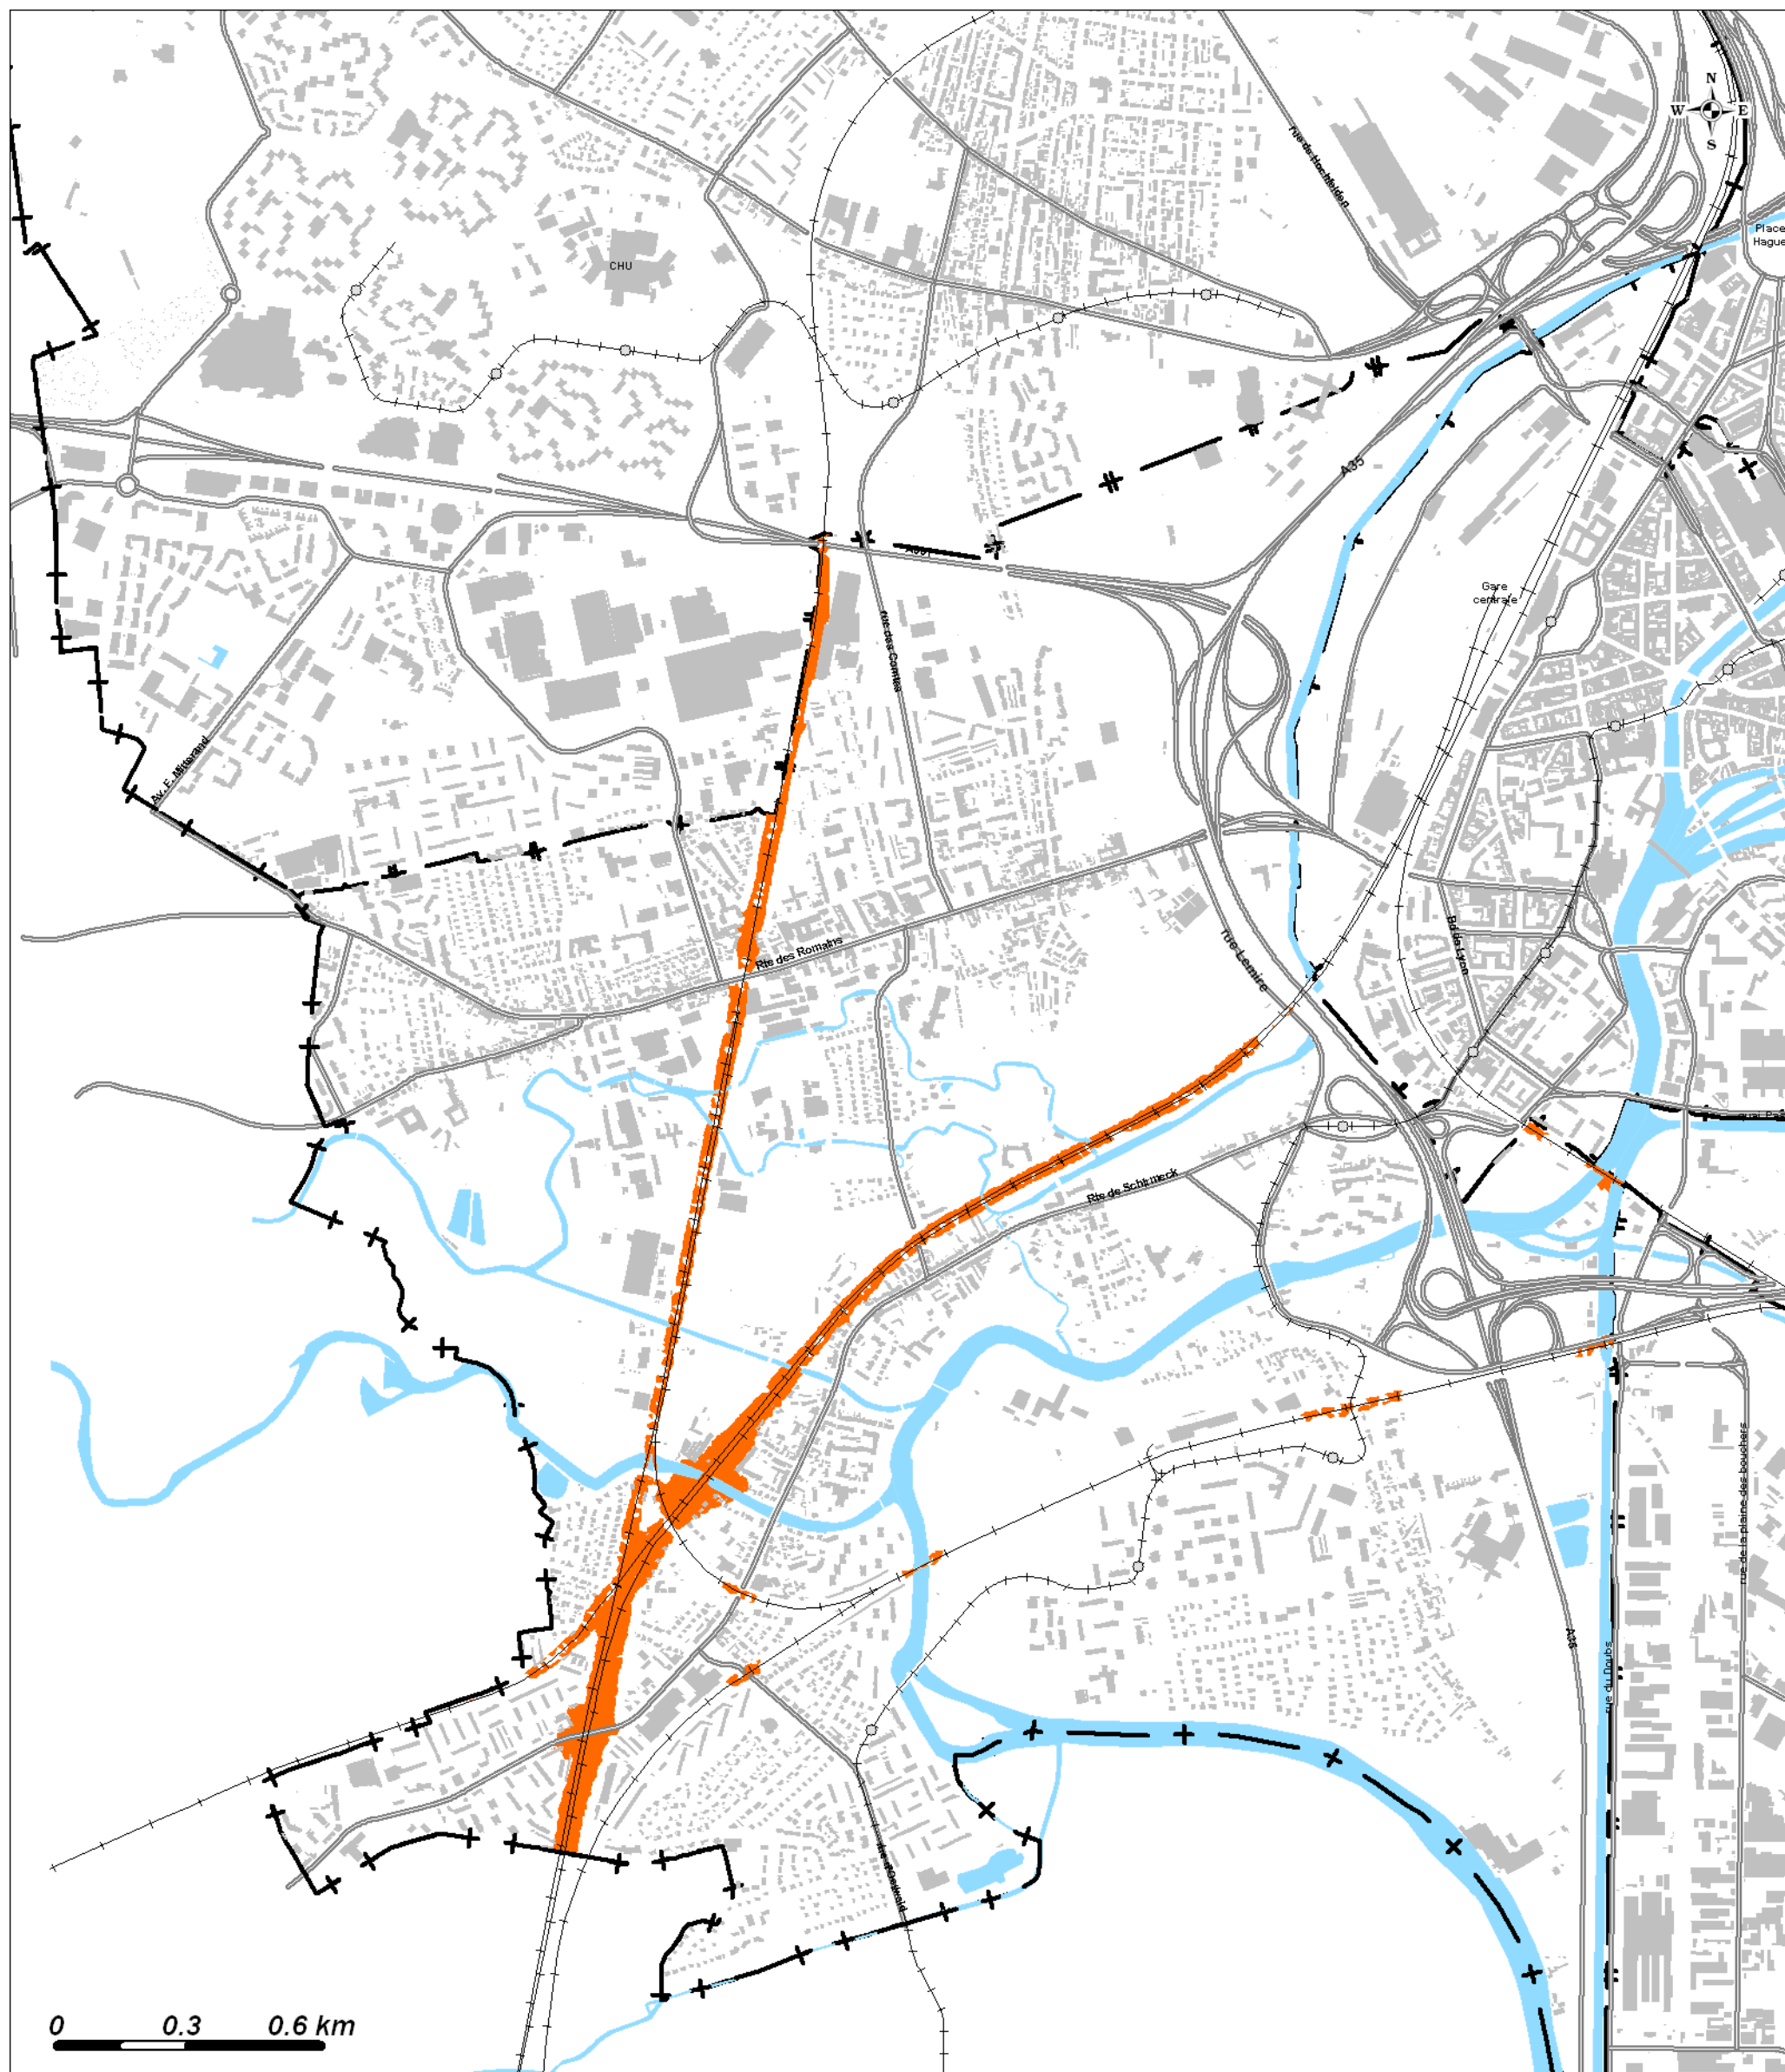 N
W
E
S
rue de Hochfelden
Place
Hague
CHU
A35
Gare
centrale
rue des Comtes
Av. F. Mitterand
Rte des Romains
rue Lemire
Bd de Lyon
Rte de Schirmeck
rue de la plaine des bouchers
A35
rue du Doubs
0
0.3
0.6 km